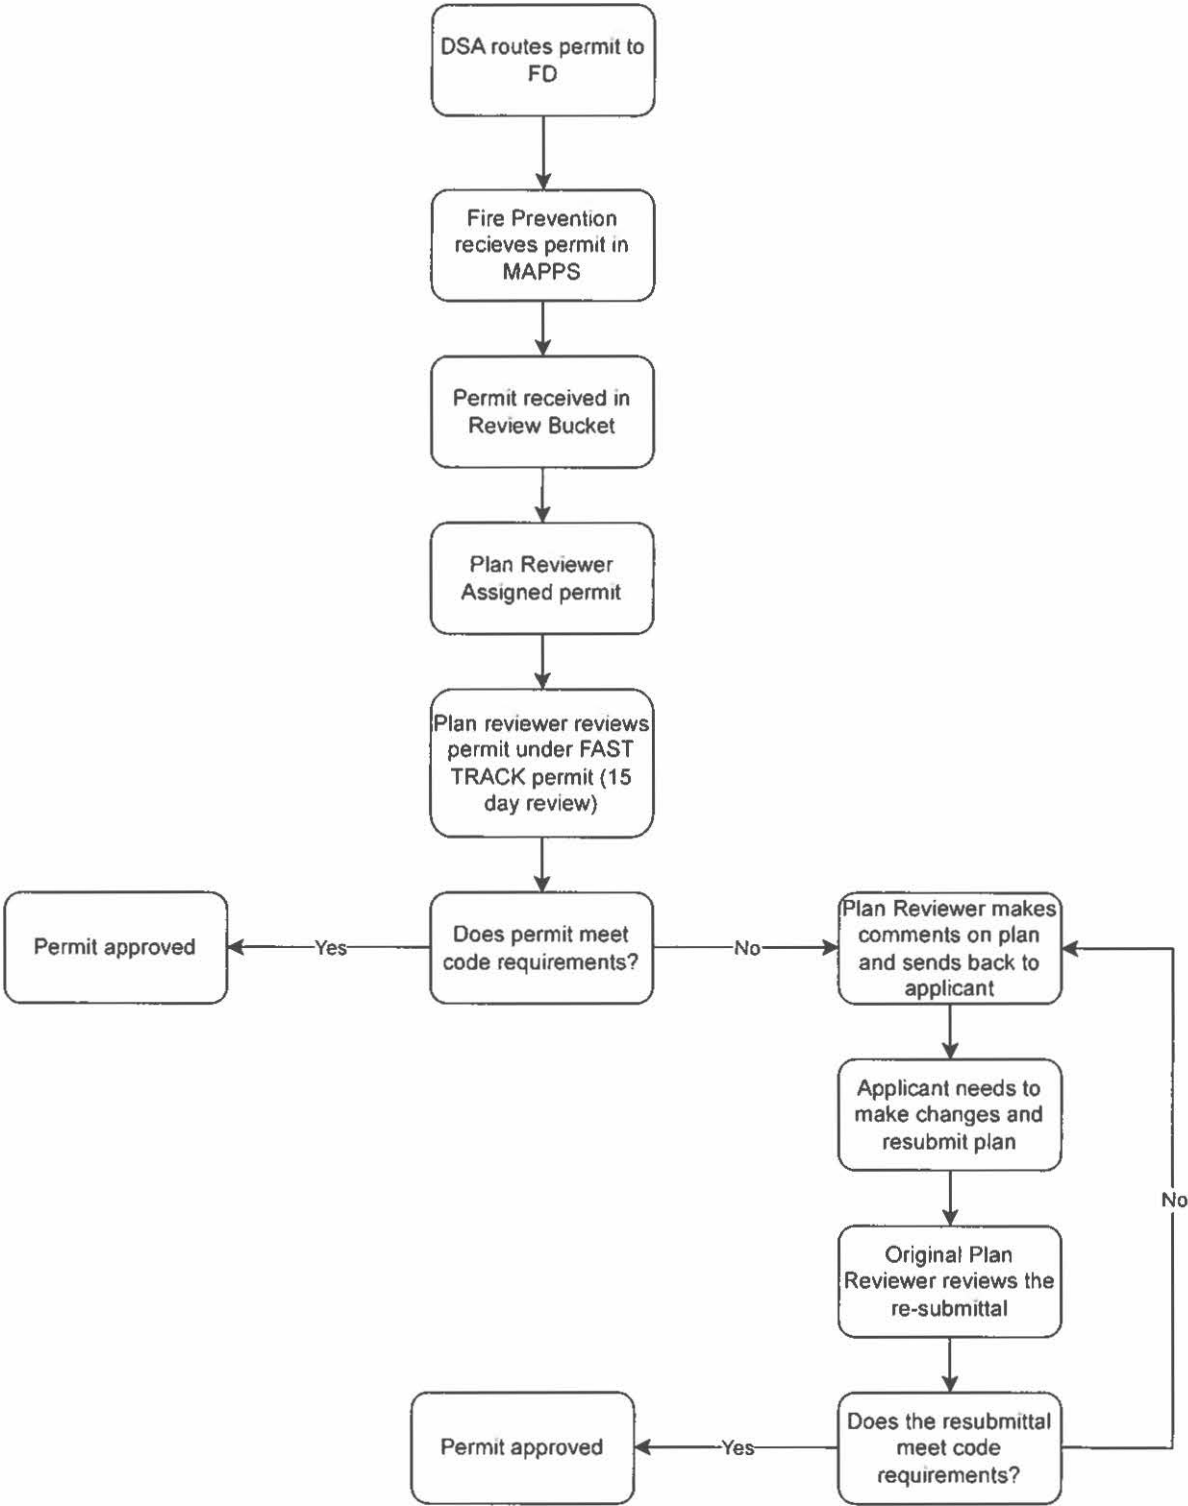 DSA routes permit to
FD
Fire Prevention
recieves permit in
MAPPS
Permit received in
Review Bucket
Plan Reviewer
Assigned permit
Plan reviewer reviews
permit under FAST
TRACK permit (15
day review)
Does permit meet
code requirements?
Yes
Permit approved
No
Plan Reviewer makes
comments on plan
and sends back to
applicant
Applicant needs to
make changes and
resubmit plan
Original Plan
Reviewer reviews the
re-submittal
Does the resubmittal
meet code
requirements?
Yes
Permit approved
No